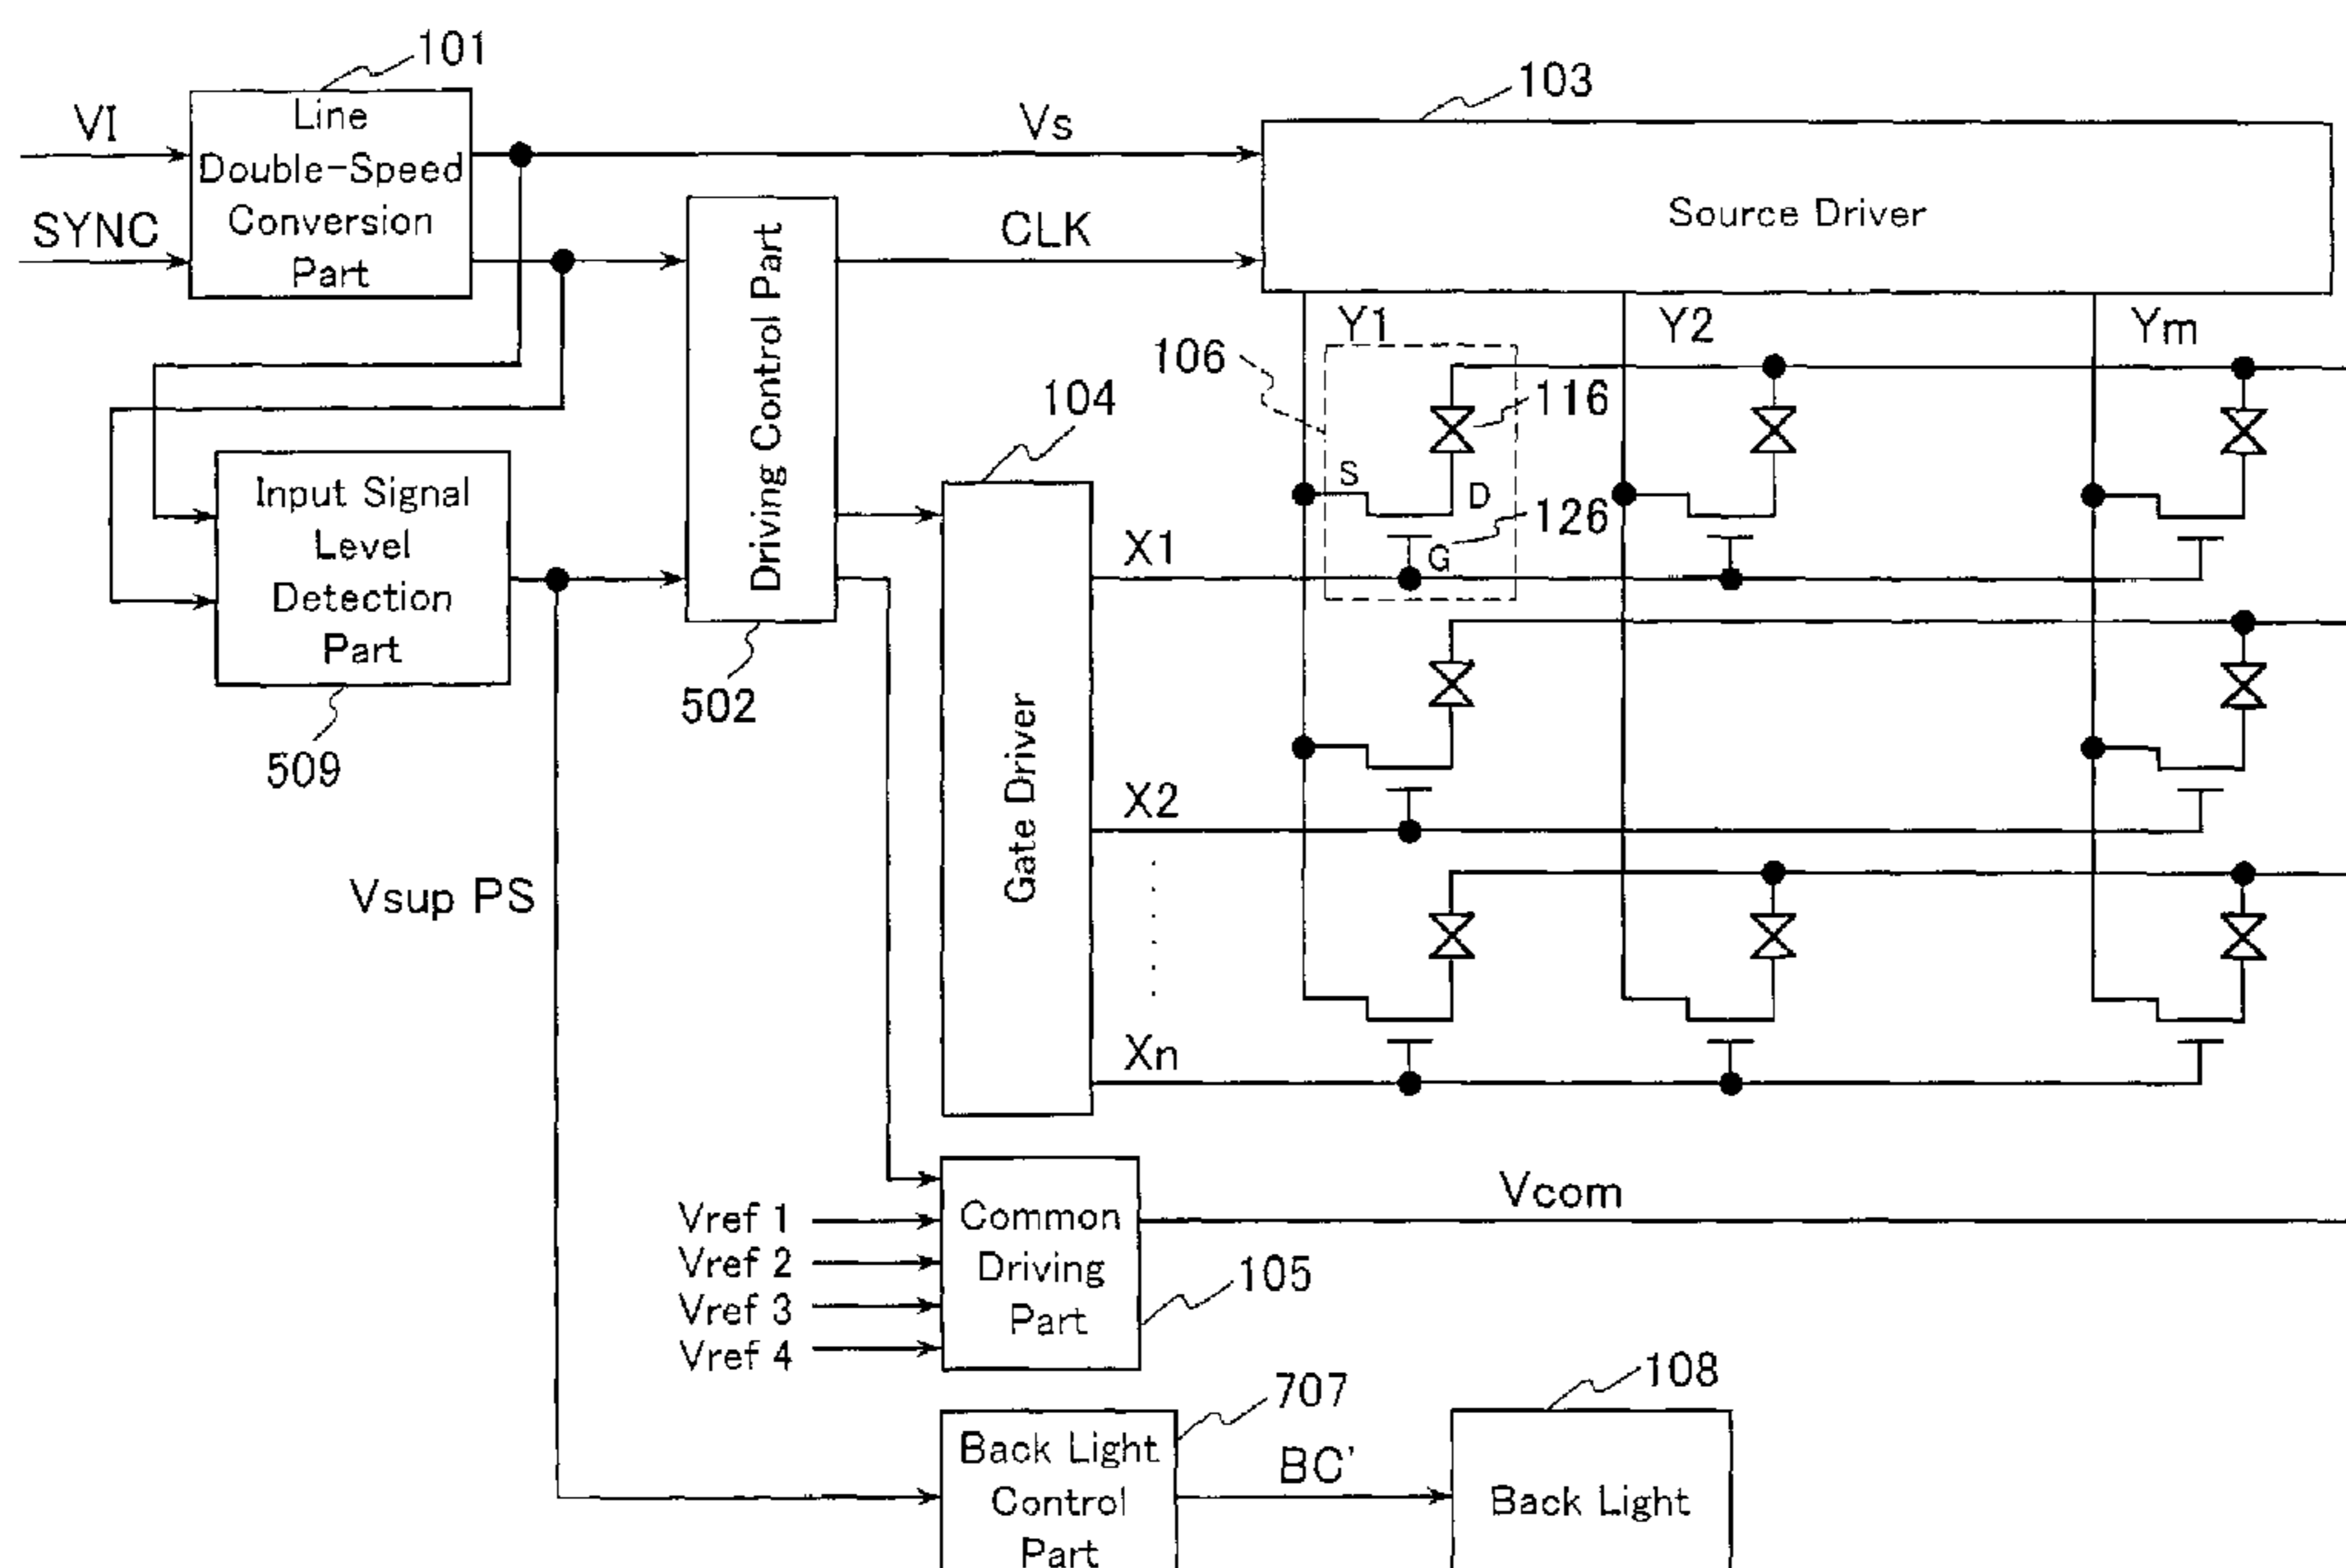 101
VI
SYNC
Line
Double-Speed
Conversion
Part
Vs
CLK
103
Source Driver
Driving Control Part
502
Input Signal
Level
Detection
Part
509
Vsup PS
104
Gate Driver
Y1
Y2
Ym
106
116
S
D
126
G
X1
X2
Xn
Vref 1
Vref 2
Vref 3
Vref 4
Common
Driving
Part
105
Vcom
707
Back Light
Control
Part
BC'
108
Back Light